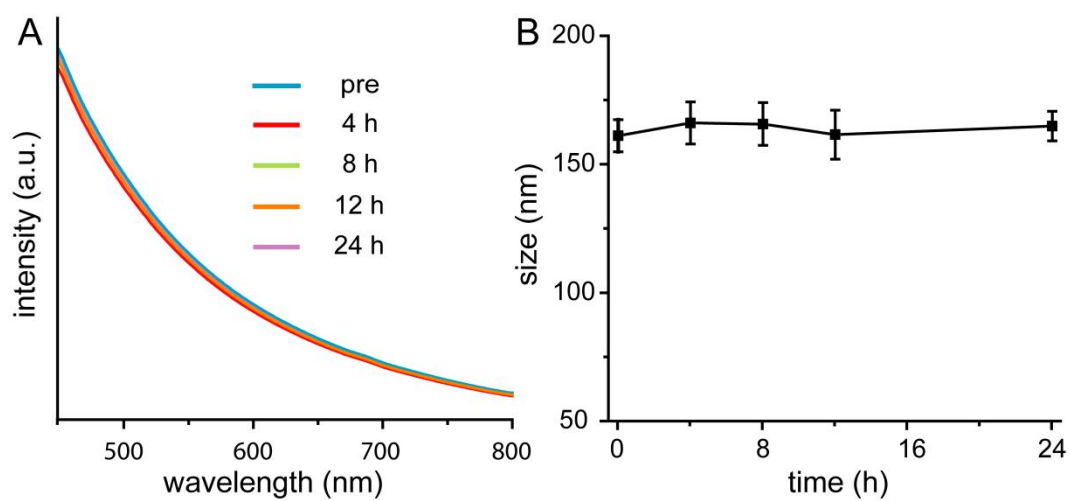 A
pre
4 h
8 h
12 h
24 h
intensity (a.u.)
500 600 700 800
wavelength (nm)
B
200
150
100
50
size (nm)
0 8 16 24
time (h)